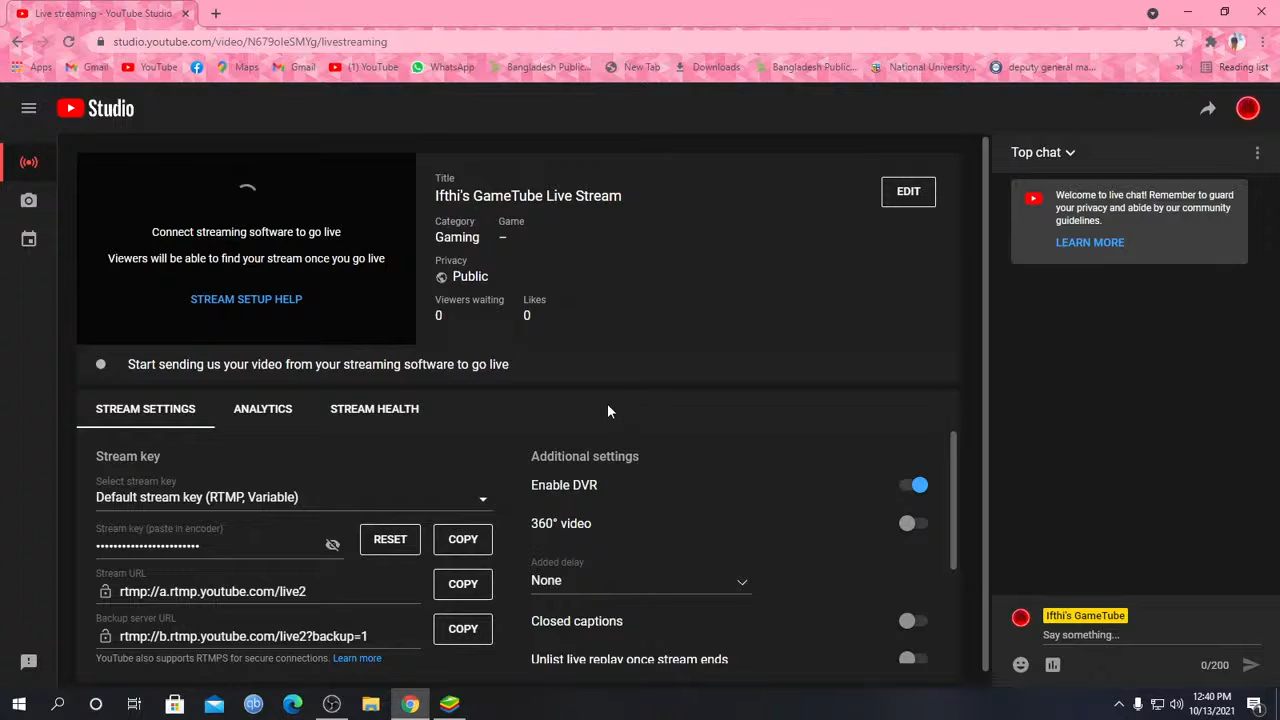 Live streaming - YouTube Studio
studio.youtube.com/video/N679oIeSMYg/livestreaming
Apps Gmail YouTube Maps Gmail (1) YouTube WhatsApp Bangladesh Public... New Tab Downloads Bangladesh Public... National University... deputy general ma... » Reading list
Studio
Connect streaming software to go live
Viewers will be able to find your stream once you go live
STREAM SETUP HELP
Title
Ifthi's GameTube Live Stream
EDIT
Category Game
Gaming –
Privacy
Public
Viewers waiting Likes
0 0
Start sending us your video from your streaming software to go live
STREAM SETTINGS ANALYTICS STREAM HEALTH
Stream key
Select stream key
Default stream key (RTMP, Variable)
Stream key (paste in encoder)
••••••••••••••••••••••••
RESET COPY
Stream URL
rtmp://a.rtmp.youtube.com/live2
COPY
Backup server URL
rtmp://b.rtmp.youtube.com/live2?backup=1
COPY
YouTube also supports RTMPS for secure connections. Learn more
Additional settings
Enable DVR
360° video
Added delay
None
Closed captions
Unlist live replay once stream ends
Top chat
Welcome to live chat! Remember to guard
your privacy and abide by our community
guidelines.
LEARN MORE
Ifthi's GameTube
Say something...
0/200
12:40 PM
10/13/2021